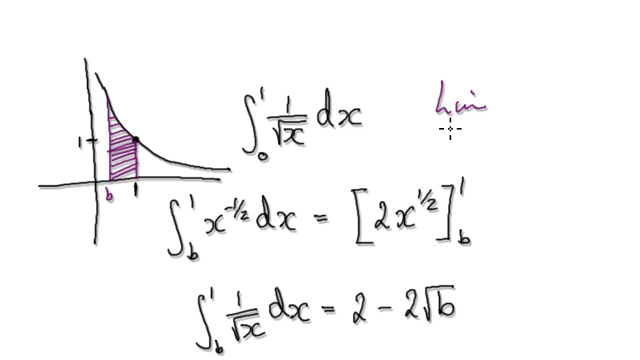 ∫₀¹ 1/√x dx
lim
1
b 1
∫_b¹ x^(-1/2) dx = [2x^(1/2)]_b¹
∫_b¹ 1/√x dx = 2 - 2√b